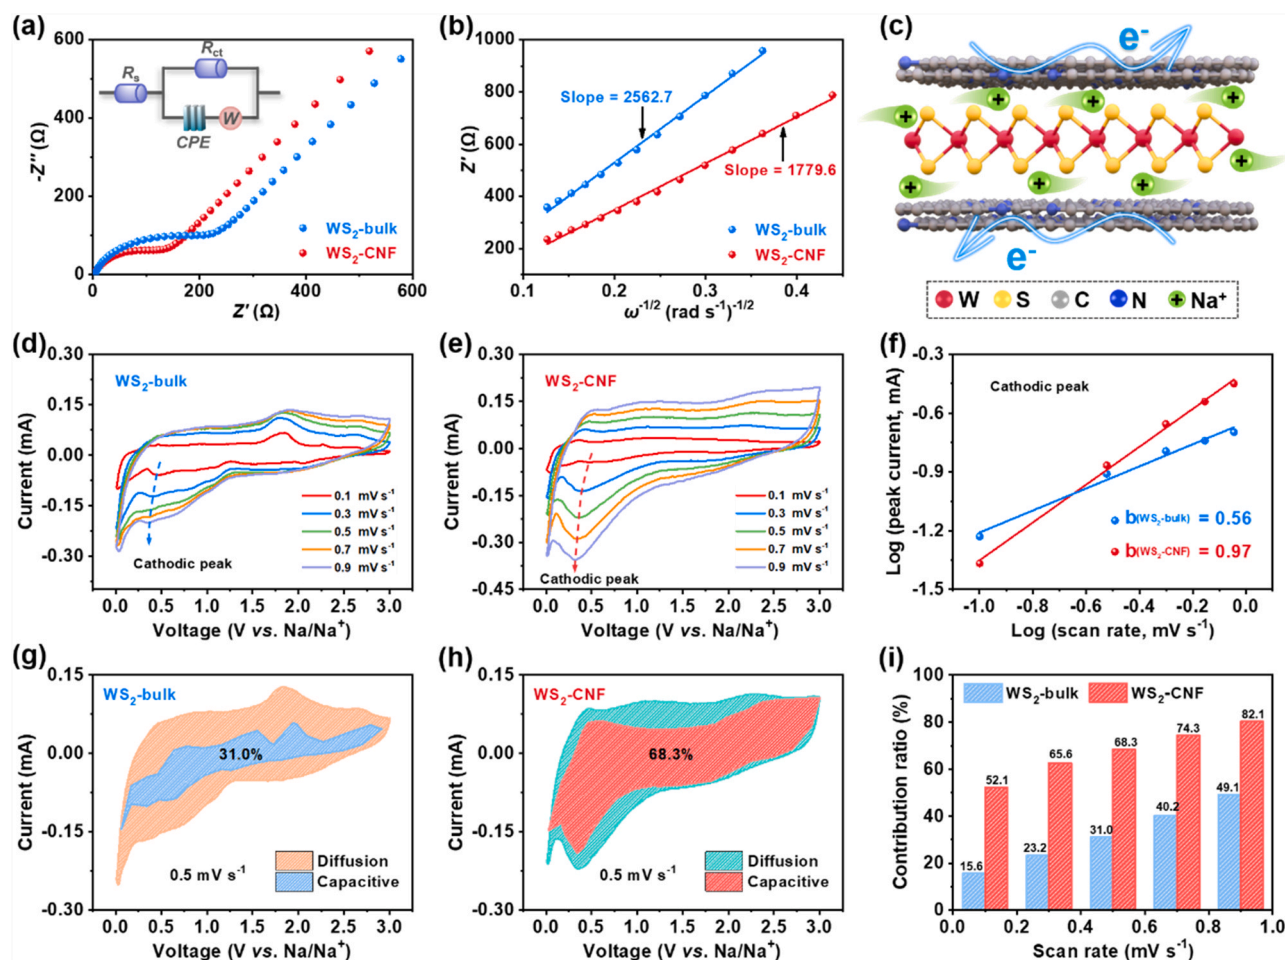 (a)
600
400
200
0
-Z″ (Ω)
0
200
400
600
Z′ (Ω)
Rs
Rct
CPE
W
WS2-bulk
WS2-CNF
(b)
1000
800
600
400
200
Z′ (Ω)
0.1
0.2
0.3
0.4
ω-1/2 (rad s-1)-1/2
Slope = 2562.7
Slope = 1779.6
WS2-bulk
WS2-CNF
(c)
e-
e-
W S C N Na+
(d)
WS2-bulk
0.30
0.15
0.00
-0.15
-0.30
Current (mA)
0.1 mV s-1
0.3 mV s-1
0.5 mV s-1
0.7 mV s-1
0.9 mV s-1
Cathodic peak
0.0 0.5 1.0 1.5 2.0 2.5 3.0
Voltage (V vs. Na/Na+)
(e)
WS2-CNF
0.30
0.15
0.00
-0.15
-0.30
-0.45
Current (mA)
0.1 mV s-1
0.3 mV s-1
0.5 mV s-1
0.7 mV s-1
0.9 mV s-1
Cathodic peak
0.0 0.5 1.0 1.5 2.0 2.5 3.0
Voltage (V vs. Na/Na+)
(f)
-0.3
-0.6
-0.9
-1.2
-1.5
Log (peak current, mA)
Cathodic peak
b(WS2-bulk) = 0.56
b(WS2-CNF) = 0.97
-1.0 -0.8 -0.6 -0.4 -0.2 0.0
Log (scan rate, mV s-1)
(g)
WS2-bulk
0.15
0.00
-0.15
-0.30
Current (mA)
31.0%
0.5 mV s-1
Diffusion
Capacitive
0.0 0.5 1.0 1.5 2.0 2.5 3.0
Voltage (V vs. Na/Na+)
(h)
WS2-CNF
0.15
0.00
-0.15
-0.30
Current (mA)
68.3%
0.5 mV s-1
Diffusion
Capacitive
0.0 0.5 1.0 1.5 2.0 2.5 3.0
Voltage (V vs. Na/Na+)
(i)
100
80
60
40
20
0
Contribution ratio (%)
WS2-bulk WS2-CNF
15.6
52.1
23.2
65.6
31.0
68.3
40.2
74.3
49.1
82.1
0.0 0.2 0.4 0.6 0.8 1.0
Scan rate (mV s-1)